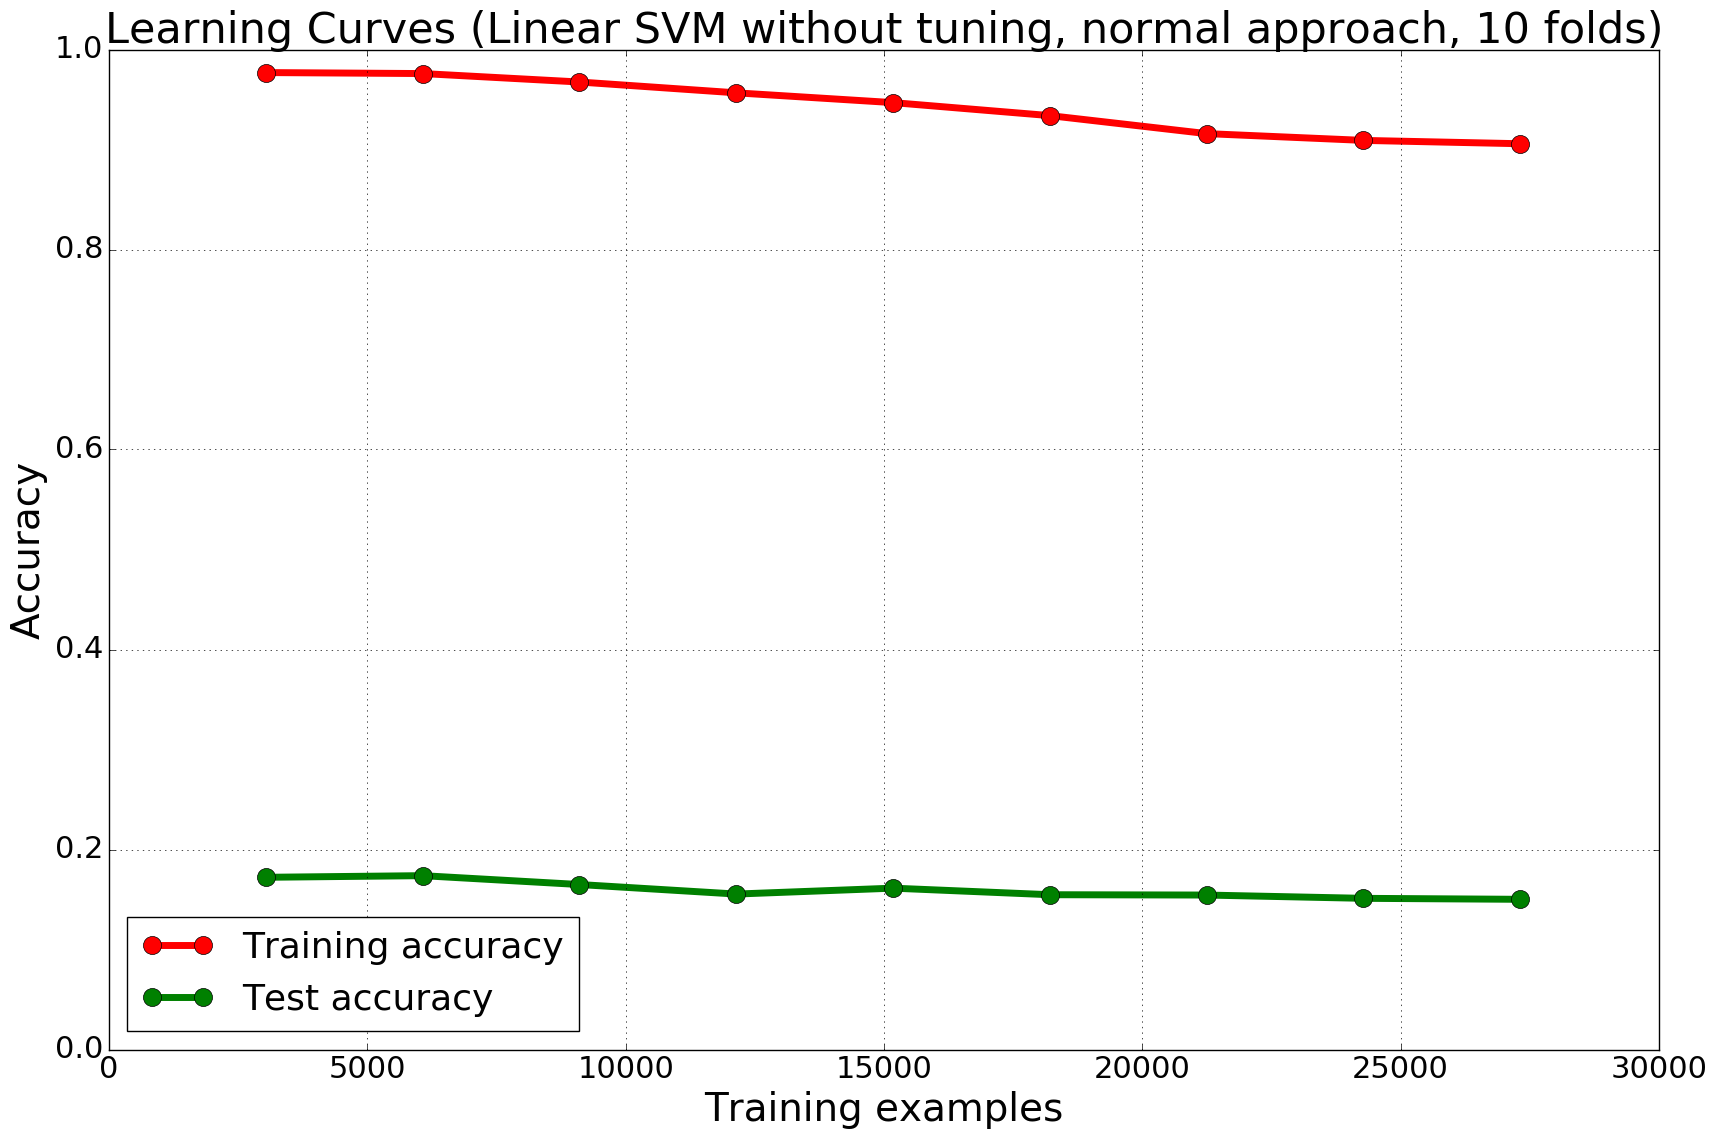 Learning Curves (Linear SVM without tuning, normal approach, 10 folds)
1.0
0.8
0.6
0.4
0.2
0.0
Accuracy
Training accuracy
Test accuracy
0 5000 10000 15000 20000 25000 30000
Training examples